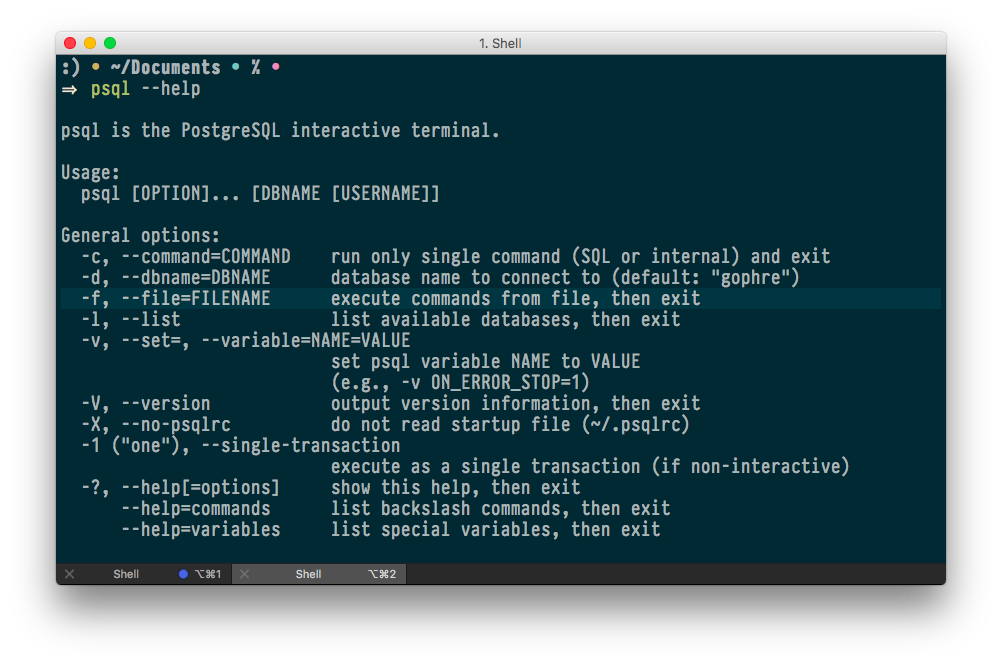 1. Shell
:) • ~/Documents • % •
⇒ psql --help
psql is the PostgreSQL interactive terminal.
Usage:
  psql [OPTION]... [DBNAME [USERNAME]]
General options:
  -c, --command=COMMAND    run only single command (SQL or internal) and exit
  -d, --dbname=DBNAME      database name to connect to (default: "gophre")
  -f, --file=FILENAME      execute commands from file, then exit
  -l, --list               list available databases, then exit
  -v, --set=, --variable=NAME=VALUE
                           set psql variable NAME to VALUE
                           (e.g., -v ON_ERROR_STOP=1)
  -V, --version            output version information, then exit
  -X, --no-psqlrc          do not read startup file (~/.psqlrc)
  -1 ("one"), --single-transaction
                           execute as a single transaction (if non-interactive)
  -?, --help[=options]     show this help, then exit
      --help=commands      list backslash commands, then exit
      --help=variables     list special variables, then exit
Shell ⌥⌘1 Shell ⌥⌘2